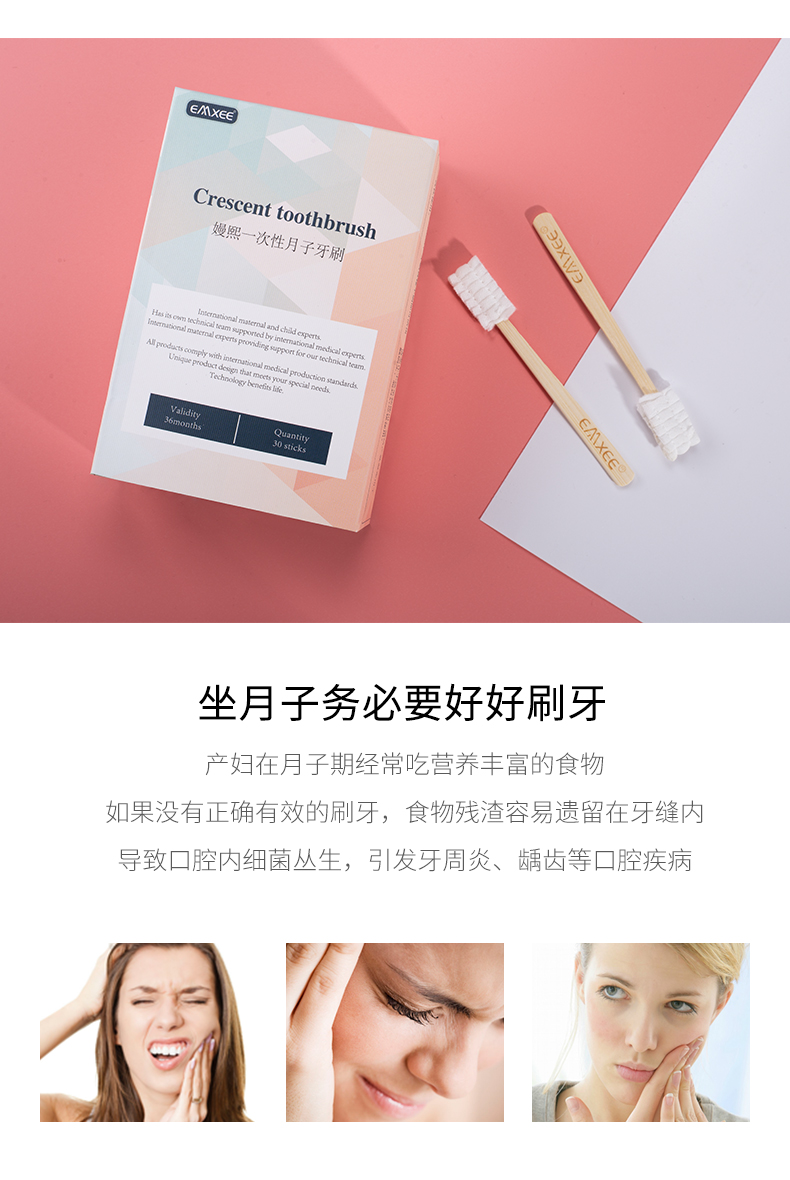 EMXEE
Crescent toothbrush
嫚熙一次性月子牙刷
International maternal and child experts.
Has its own technical team supported by international medical experts.
International maternal experts providing support for our technical team.
All products comply with international medical production standards,
Unique product design that meets your special needs.
Technology benefits life.
Validity
36months
Quantity
30 sticks
EMXEE®
EMXEE®
坐月子务必要好好刷牙
产妇在月子期经常吃营养丰富的食物
如果没有正确有效的刷牙，食物残渣容易遗留在牙缝内
导致口腔内细菌丛生，引发牙周炎、龋齿等口腔疾病